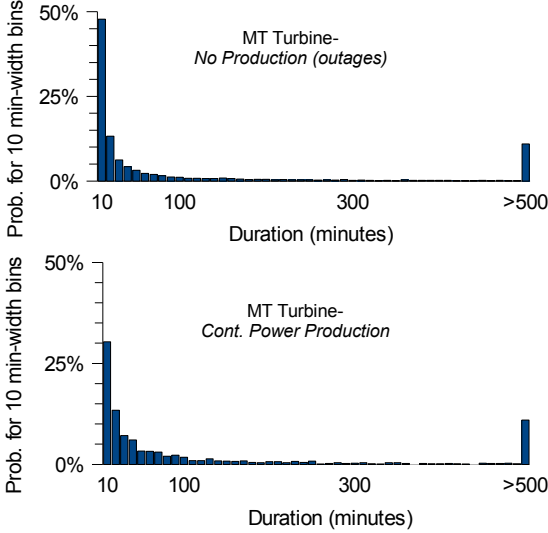 Prob. for 10 min-width bins
50%
25%
0%
MT Turbine-
No Production (outages)
10 100 300 >500
Duration (minutes)
Prob. for 10 min-width bins
50%
25%
0%
MT Turbine-
Cont. Power Production
10 100 300 >500
Duration (minutes)